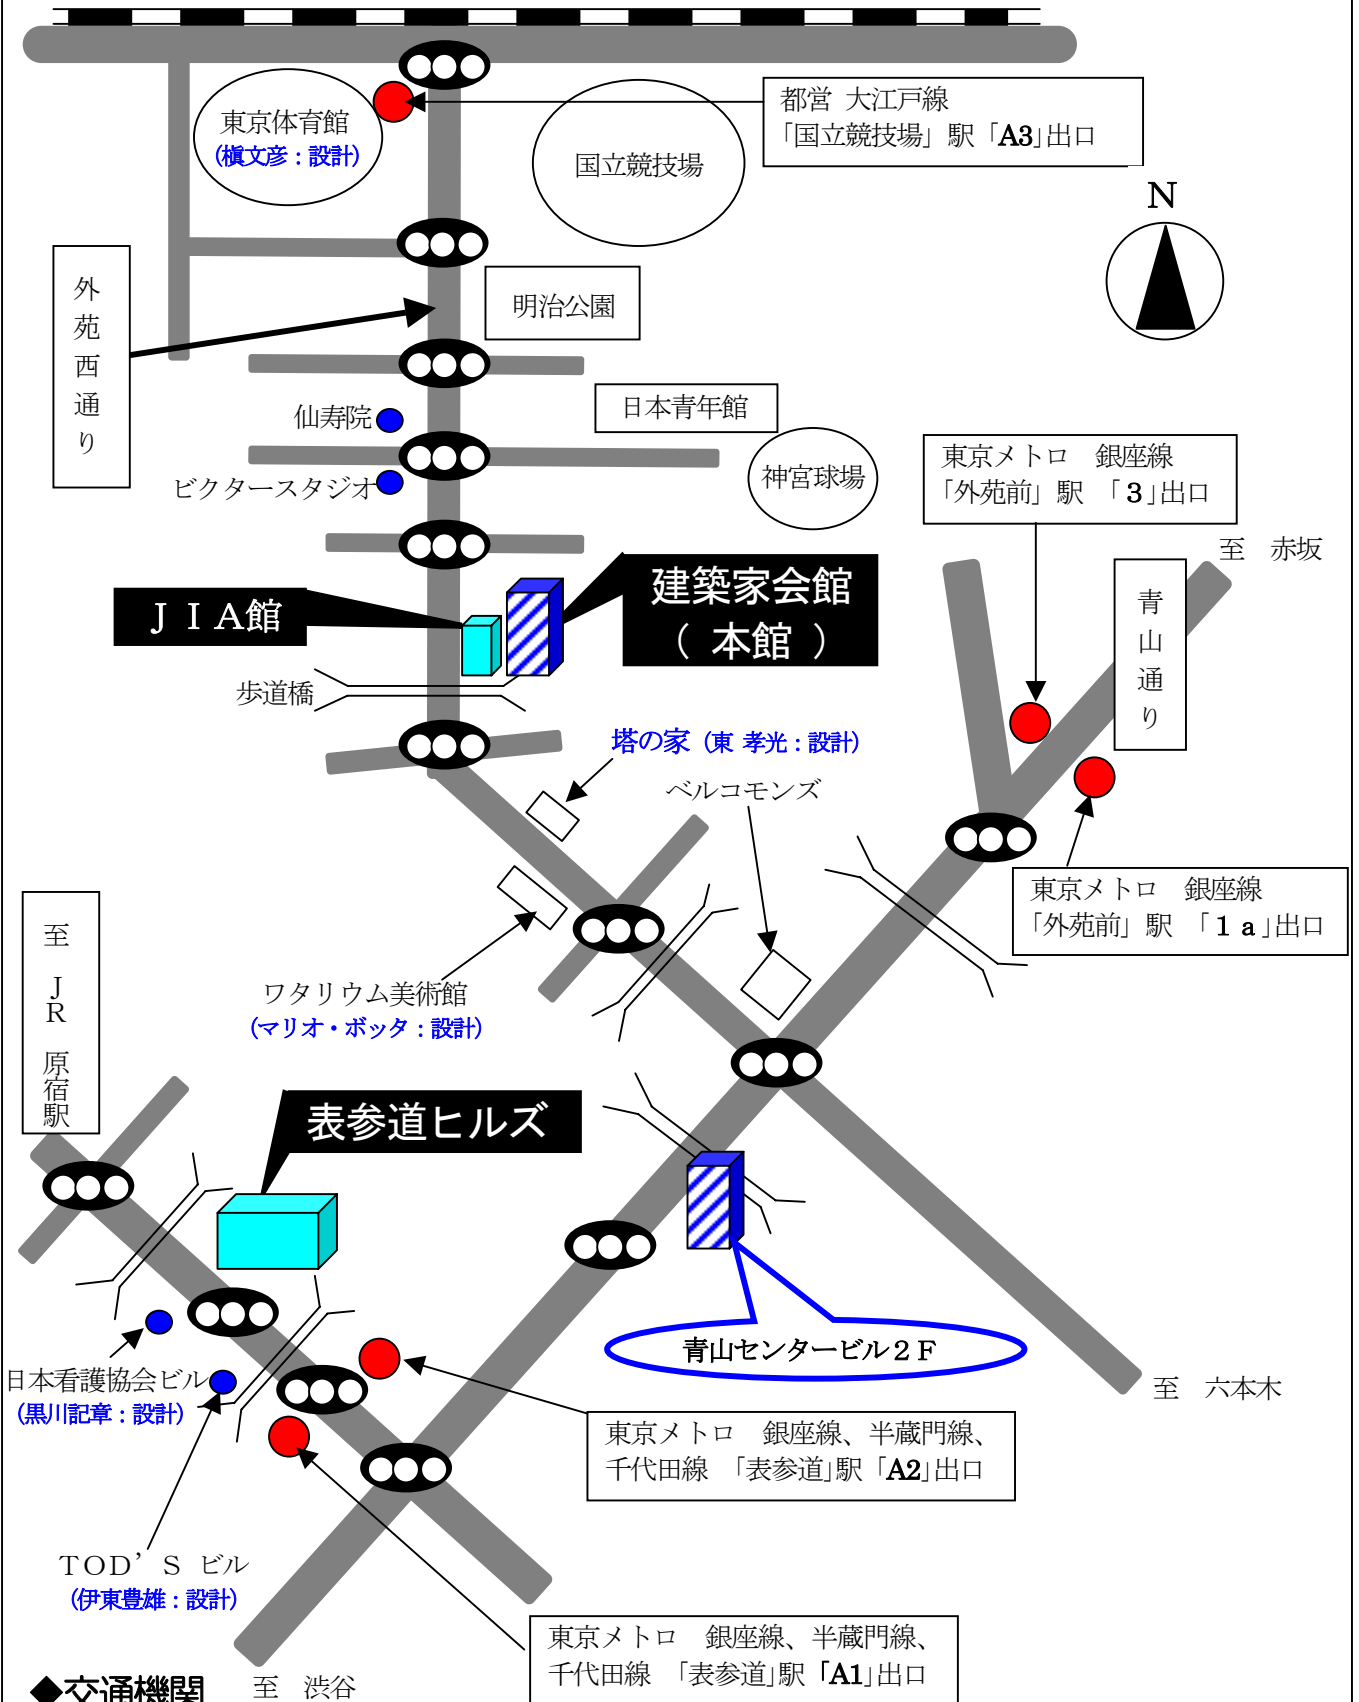 東京体育館
(槇文彦：設計)
国立競技場
都営 大江戸線
「国立競技場」駅「A3」出口
N
外苑西通り
明治公園
日本青年館
仙寿院
ビクタースタジオ
神宮球場
東京メトロ 銀座線
「外苑前」駅 「３」出口
至 赤坂
青山通り
ＪＩＡ館
建築家会館
（ 本館 ）
歩道橋
塔の家 (東 孝光：設計)
ベルコモンズ
東京メトロ 銀座線
「外苑前」駅 「１ａ」出口
至 JR 原宿駅
ワタリウム美術館
(マリオ・ボッタ：設計)
表参道ヒルズ
青山センタービル２Ｆ
日本看護協会ビル
(黒川記章：設計)
至 六本木
東京メトロ 銀座線、半蔵門線、
千代田線 「表参道」駅「A2」出口
ＴＯＤ’Ｓ ビル
(伊東豊雄：設計)
東京メトロ 銀座線、半蔵門線、
千代田線 「表参道」駅「A1」出口
◆交通機関
至 渋谷